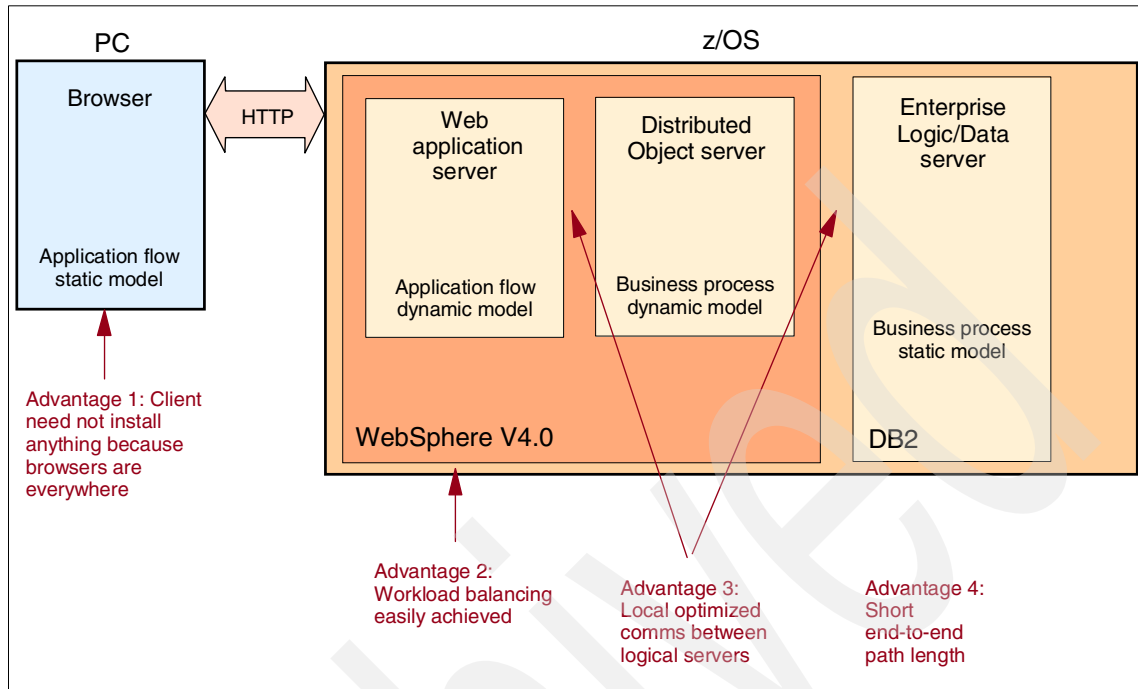 PC
z/OS
Browser
HTTP
Web
application
server
Distributed
Object server
Enterprise
Logic/Data
server
Application flow
static model
Application flow
dynamic model
Business process
dynamic model
Business process
static model
WebSphere V4.0
DB2
Advantage 1: Client
need not install
anything because
browsers are
everywhere
Advantage 2:
Workload balancing
easily achieved
Advantage 3:
Local optimized
comms between
logical servers
Advantage 4:
Short
end-to-end
path length
hived